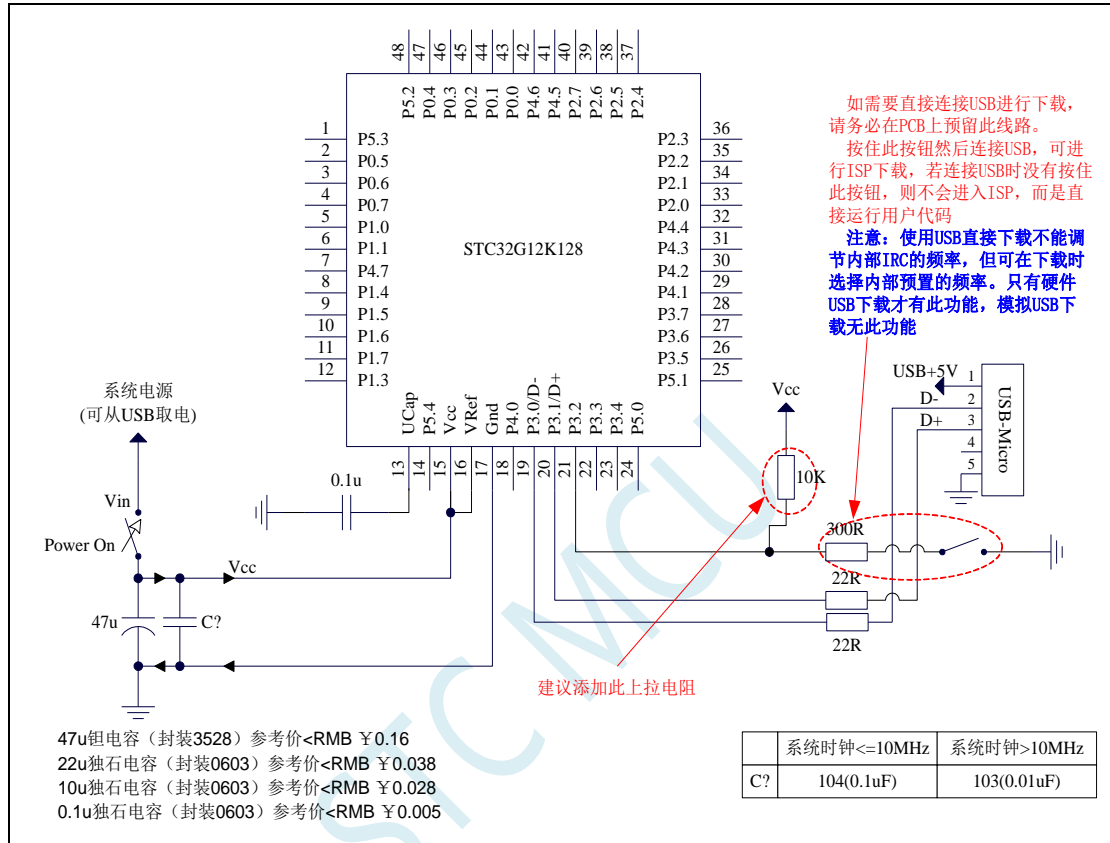 48 47 46 45 44 43 42 41 40 39 38 37
P5.2 P0.4 P0.3 P0.2 P0.1 P0.0 P4.6 P4.5 P2.7 P2.6 P2.5 P2.4
1 P5.3
2 P0.5
3 P0.6
4 P0.7
5 P1.0
6 P1.1
7 P4.7
8 P1.4
9 P1.5
10 P1.6
11 P1.7
12 P1.3
STC32G12K128
P2.3 36
P2.2 35
P2.1 34
P2.0 33
P4.4 32
P4.3 31
P4.2 30
P4.1 29
P3.7 28
P3.6 27
P3.5 26
P5.1 25
UCap P5.4 Vcc VRef Gnd P4.0 P3.0/D- P3.1/D+ P3.2 P3.3 P3.4 P5.0
13 14 15 16 17 18 19 20 21 22 23 24
如需要直接连接USB进行下载,
请务必在PCB上预留此线路。
按住此按钮然后连接USB,可进
行ISP下载,若连接USB时没有按住
此按钮,则不会进入ISP,而是直
接运行用户代码
注意:使用USB直接下载不能调
节内部IRC的频率,但可在下载时
选择内部预置的频率。只有硬件
USB下载才有此功能,模拟USB下
载无此功能
USB+5V 1
D- 2
D+ 3
4
5
USB-Micro
系统电源
(可从USB取电)
Vin
Power On
Vcc
47u
C?
0.1u
Vcc
10K
300R
22R
22R
建议添加此上拉电阻
STC MCU
47u钽电容(封装3528)参考价<RMB ¥0.16
22u独石电容(封装0603)参考价<RMB ¥0.038
10u独石电容(封装0603)参考价<RMB ¥0.028
0.1u独石电容(封装0603)参考价<RMB ¥0.005
系统时钟<=10MHz 系统时钟>10MHz
C? 104(0.1uF) 103(0.01uF)